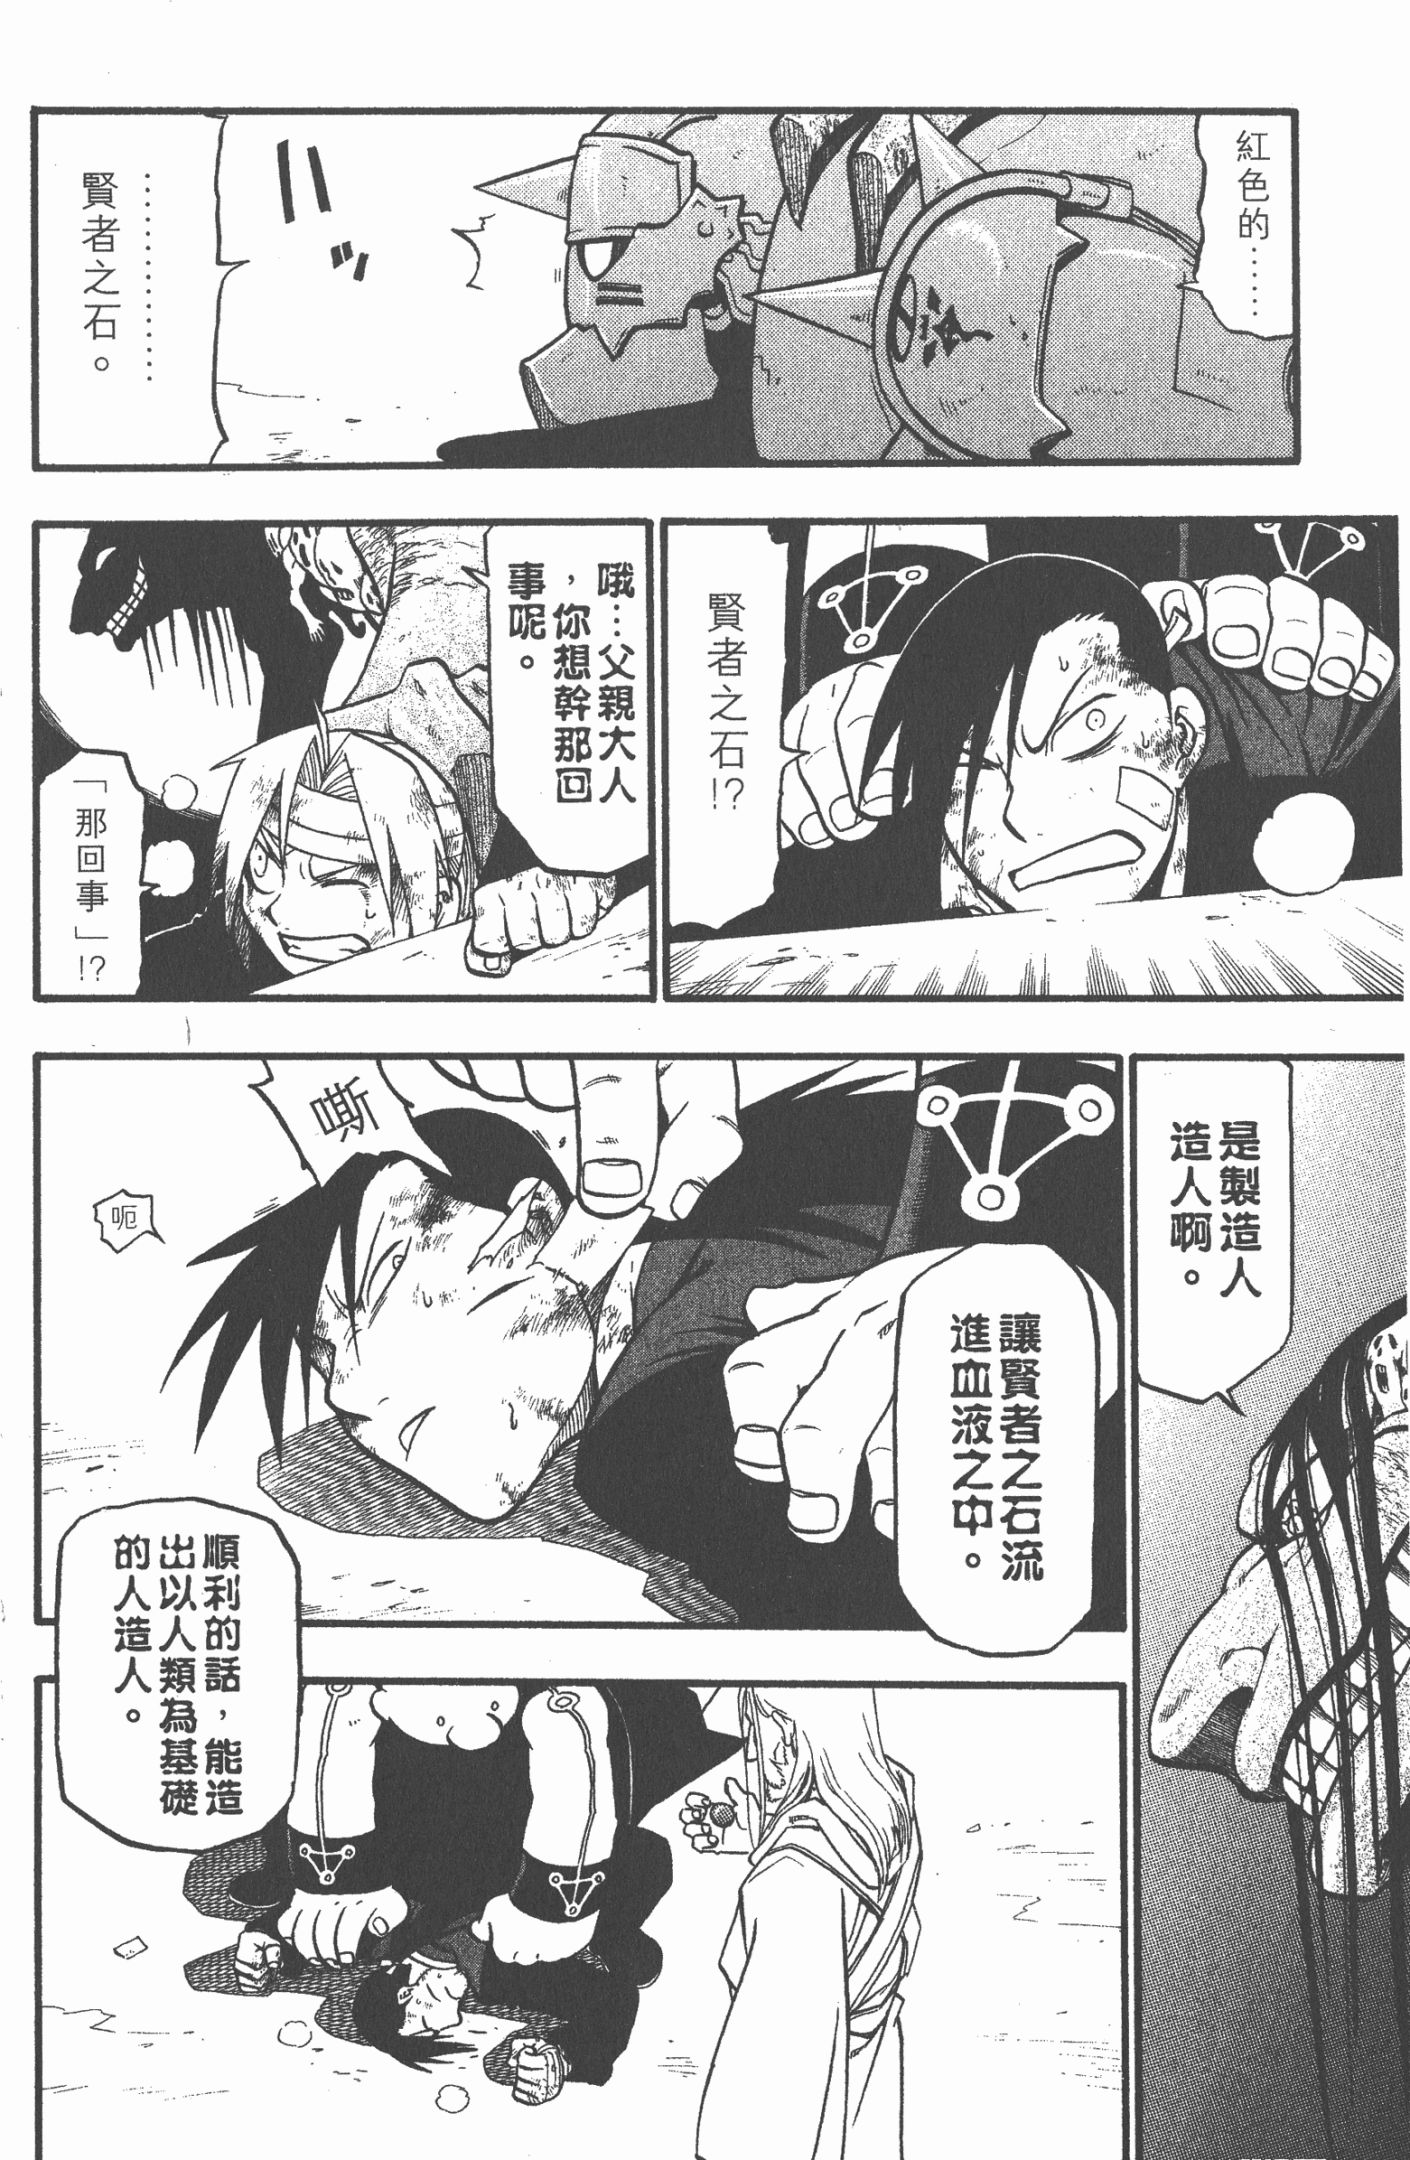 紅色的……
…………………
賢者之石。
賢者之石!?
哦…父親大人
，你想幹那回
事呢。
「那回事」!?
是製造人
造人啊。
讓賢者之石流
進血液之中。
嘶
呃
順利的話，能造
出以人類為基礎
的人造人。